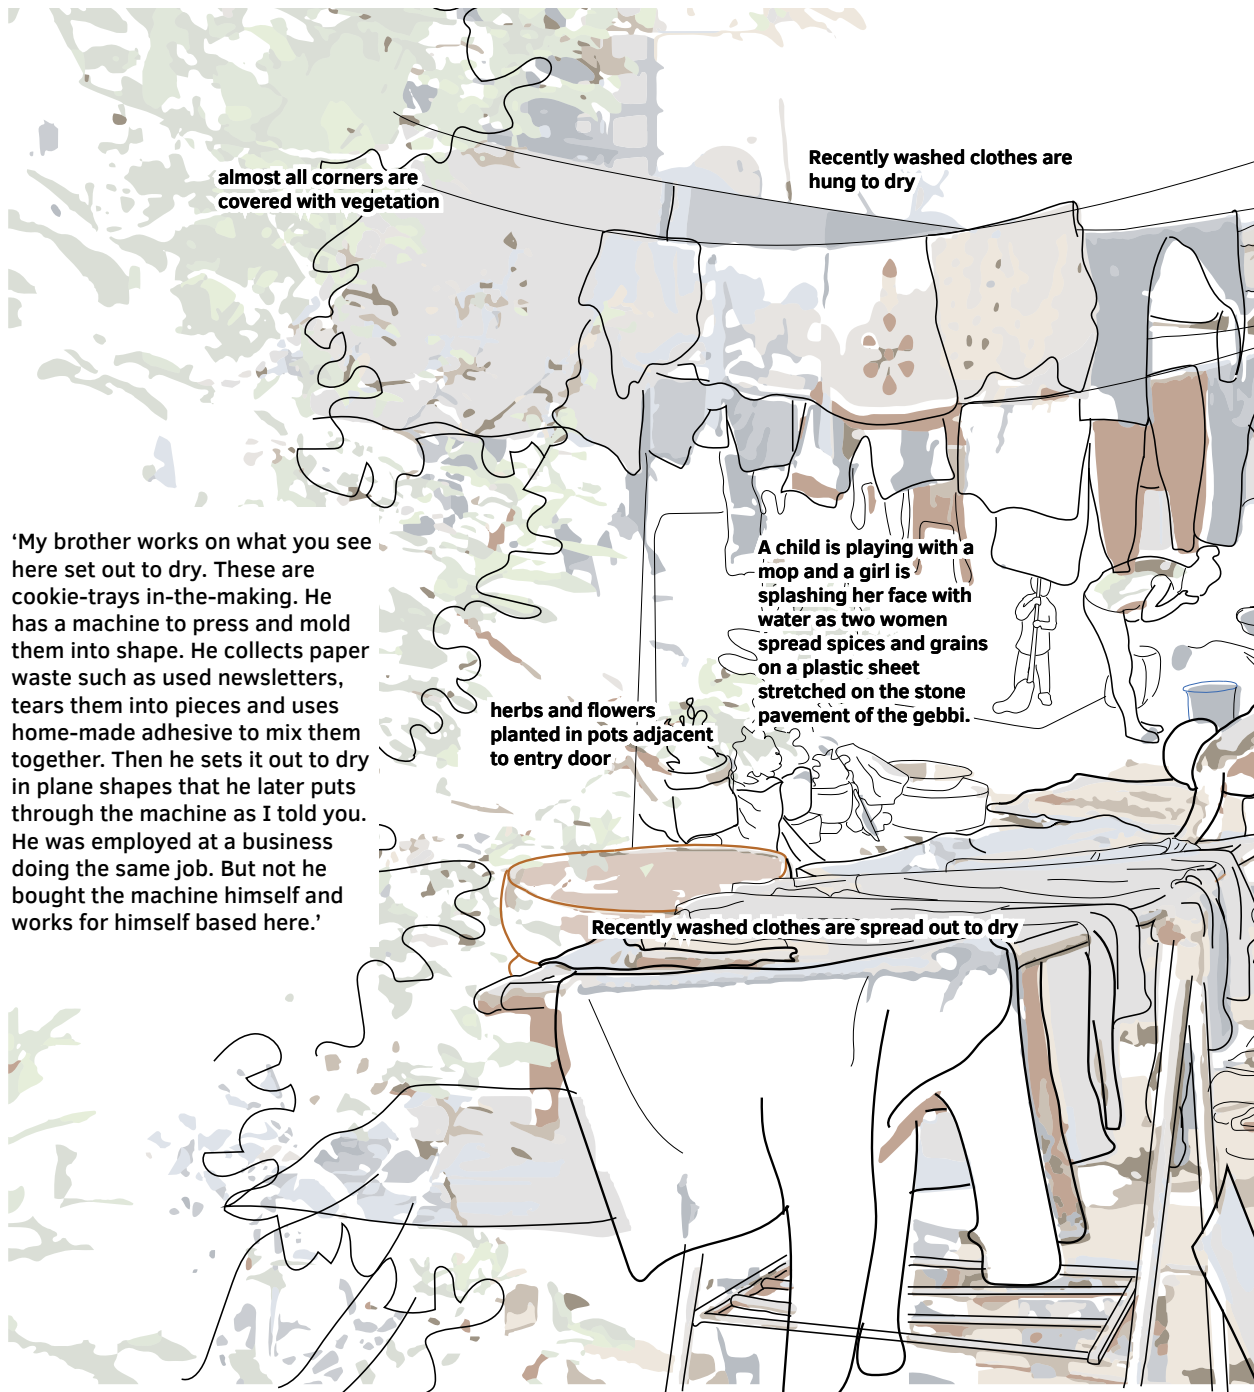 almost all corners are
covered with vegetation
Recently washed clothes are
hung to dry
‘My brother works on what you see
here set out to dry. These are
cookie-trays in-the-making. He
has a machine to press and mold
them into shape. He collects paper
waste such as used newsletters,
tears them into pieces and uses
home-made adhesive to mix them
together. Then he sets it out to dry
in plane shapes that he later puts
through the machine as I told you.
He was employed at a business
doing the same job. But not he
bought the machine himself and
works for himself based here.’
A child is playing with a
mop and a girl is
splashing her face with
water as two women
spread spices and grains
on a plastic sheet
stretched on the stone
pavement of the gebbi.
herbs and flowers
planted in pots adjacent
to entry door
Recently washed clothes are spread out to dry